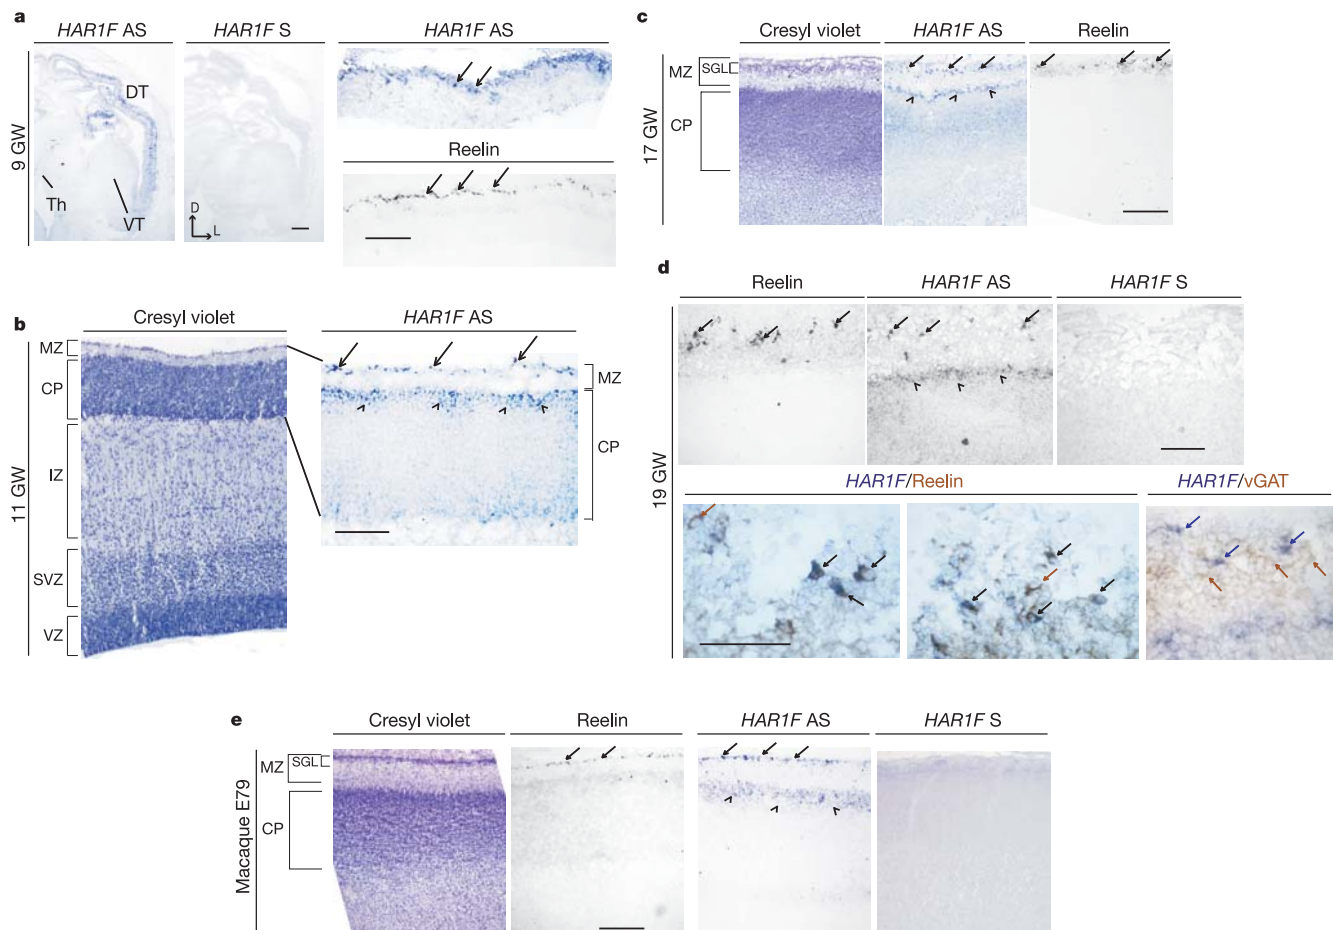 a
HAR1F AS
HAR1F S
HAR1F AS
9 GW
DT
Th
VT
D
L
Reelin
b
Cresyl violet
HAR1F AS
11 GW
MZ
CP
IZ
SVZ
VZ
MZ
CP
c
Cresyl violet
HAR1F AS
Reelin
17 GW
MZ
SGL
CP
d
Reelin
HAR1F AS
HAR1F S
19 GW
HAR1F/Reelin
HAR1F/vGAT
e
Cresyl violet
Reelin
HAR1F AS
HAR1F S
Macaque E79
MZ
SGL
CP